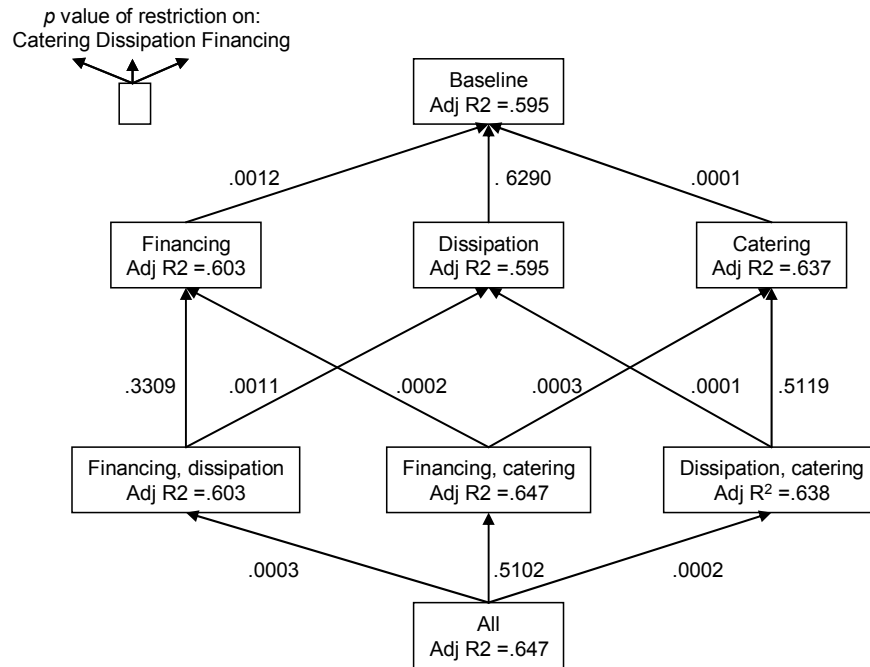 p value of restriction on:
Catering Dissipation Financing
Baseline
Adj R2 =.595
.0012
. 6290
.0001
Financing
Adj R2 =.603
Dissipation
Adj R2 =.595
Catering
Adj R2 =.637
.3309
.0011
.0002
.0003
.0001
.5119
Financing, dissipation
Adj R2 =.603
Financing, catering
Adj R2 =.647
Dissipation, catering
Adj R² =.638
.0003
.5102
.0002
All
Adj R2 =.647